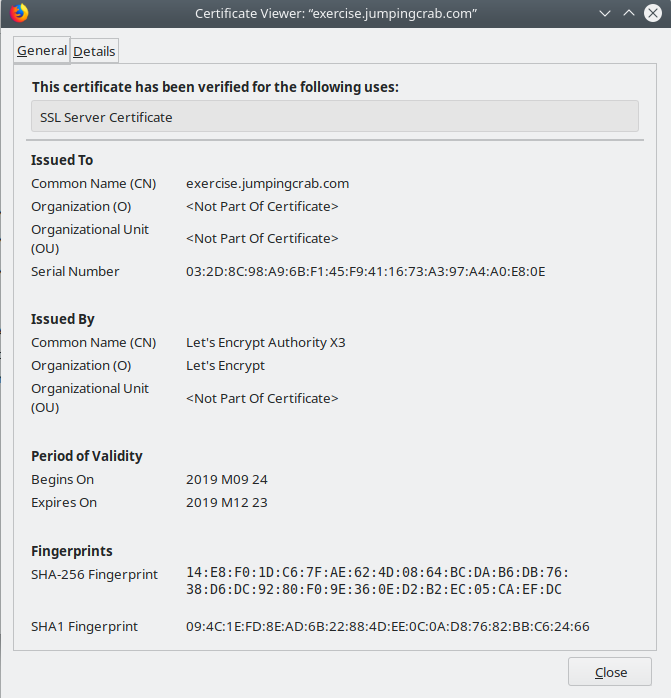 Certificate Viewer: “exercise.jumpingcrab.com”
General Details
This certificate has been verified for the following uses:
SSL Server Certificate
Issued To
Common Name (CN) exercise.jumpingcrab.com
Organization (O) <Not Part Of Certificate>
Organizational Unit
(OU) <Not Part Of Certificate>
Serial Number 03:2D:8C:98:A9:6B:F1:45:F9:41:16:73:A3:97:A4:A0:E8:0E
Issued By
Common Name (CN) Let's Encrypt Authority X3
Organization (O) Let's Encrypt
Organizational Unit
(OU) <Not Part Of Certificate>
Period of Validity
Begins On 2019 M09 24
Expires On 2019 M12 23
Fingerprints
SHA-256 Fingerprint 14:E8:F0:1D:C6:7F:AE:62:4D:08:64:BC:DA:B6:DB:76:
38:D6:DC:92:80:F0:9E:36:0E:D2:B2:EC:05:CA:EF:DC
SHA1 Fingerprint 09:4C:1E:FD:8E:AD:6B:22:88:4D:EE:0C:0A:D8:76:82:BB:C6:24:66
Close